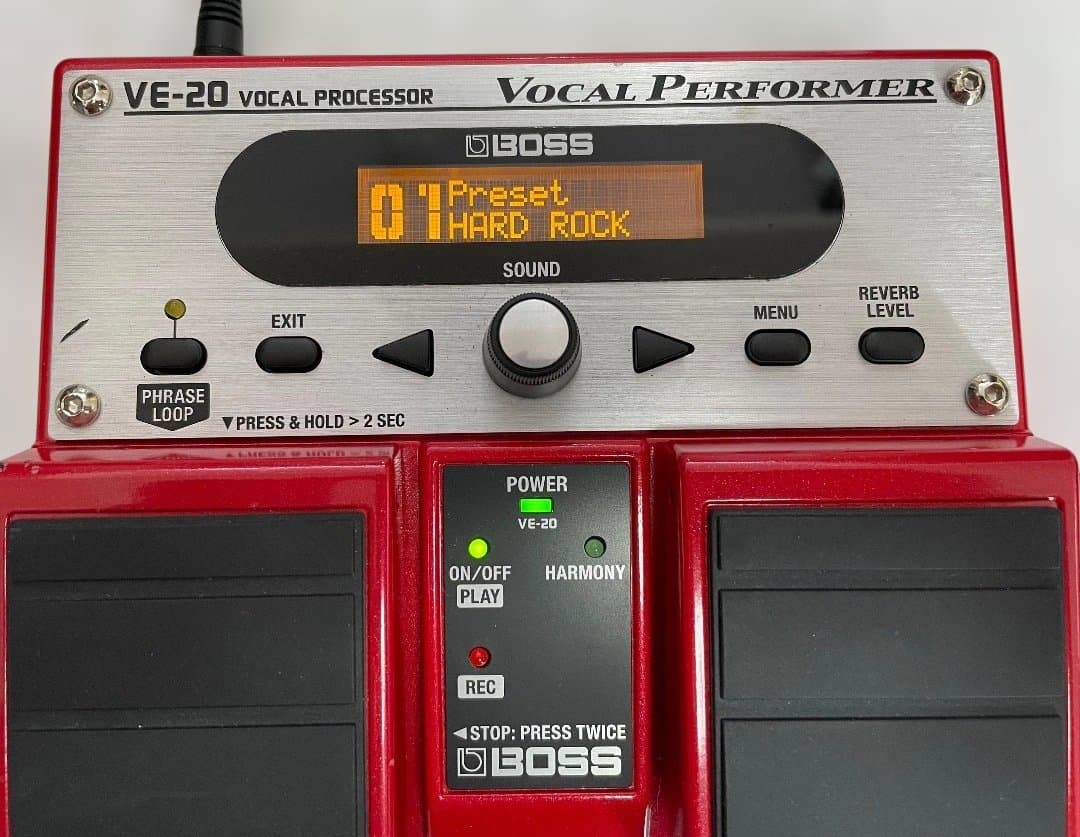 VE-20 VOCAL PROCESSOR
VOCAL PERFORMER
BOSS
01 Preset
HARD ROCK
SOUND
EXIT
MENU
REVERB
LEVEL
PHRASE
LOOP
▼PRESS & HOLD > 2 SEC
POWER
VE-20
ON/OFF
HARMONY
PLAY
REC
◀STOP: PRESS TWICE
BOSS